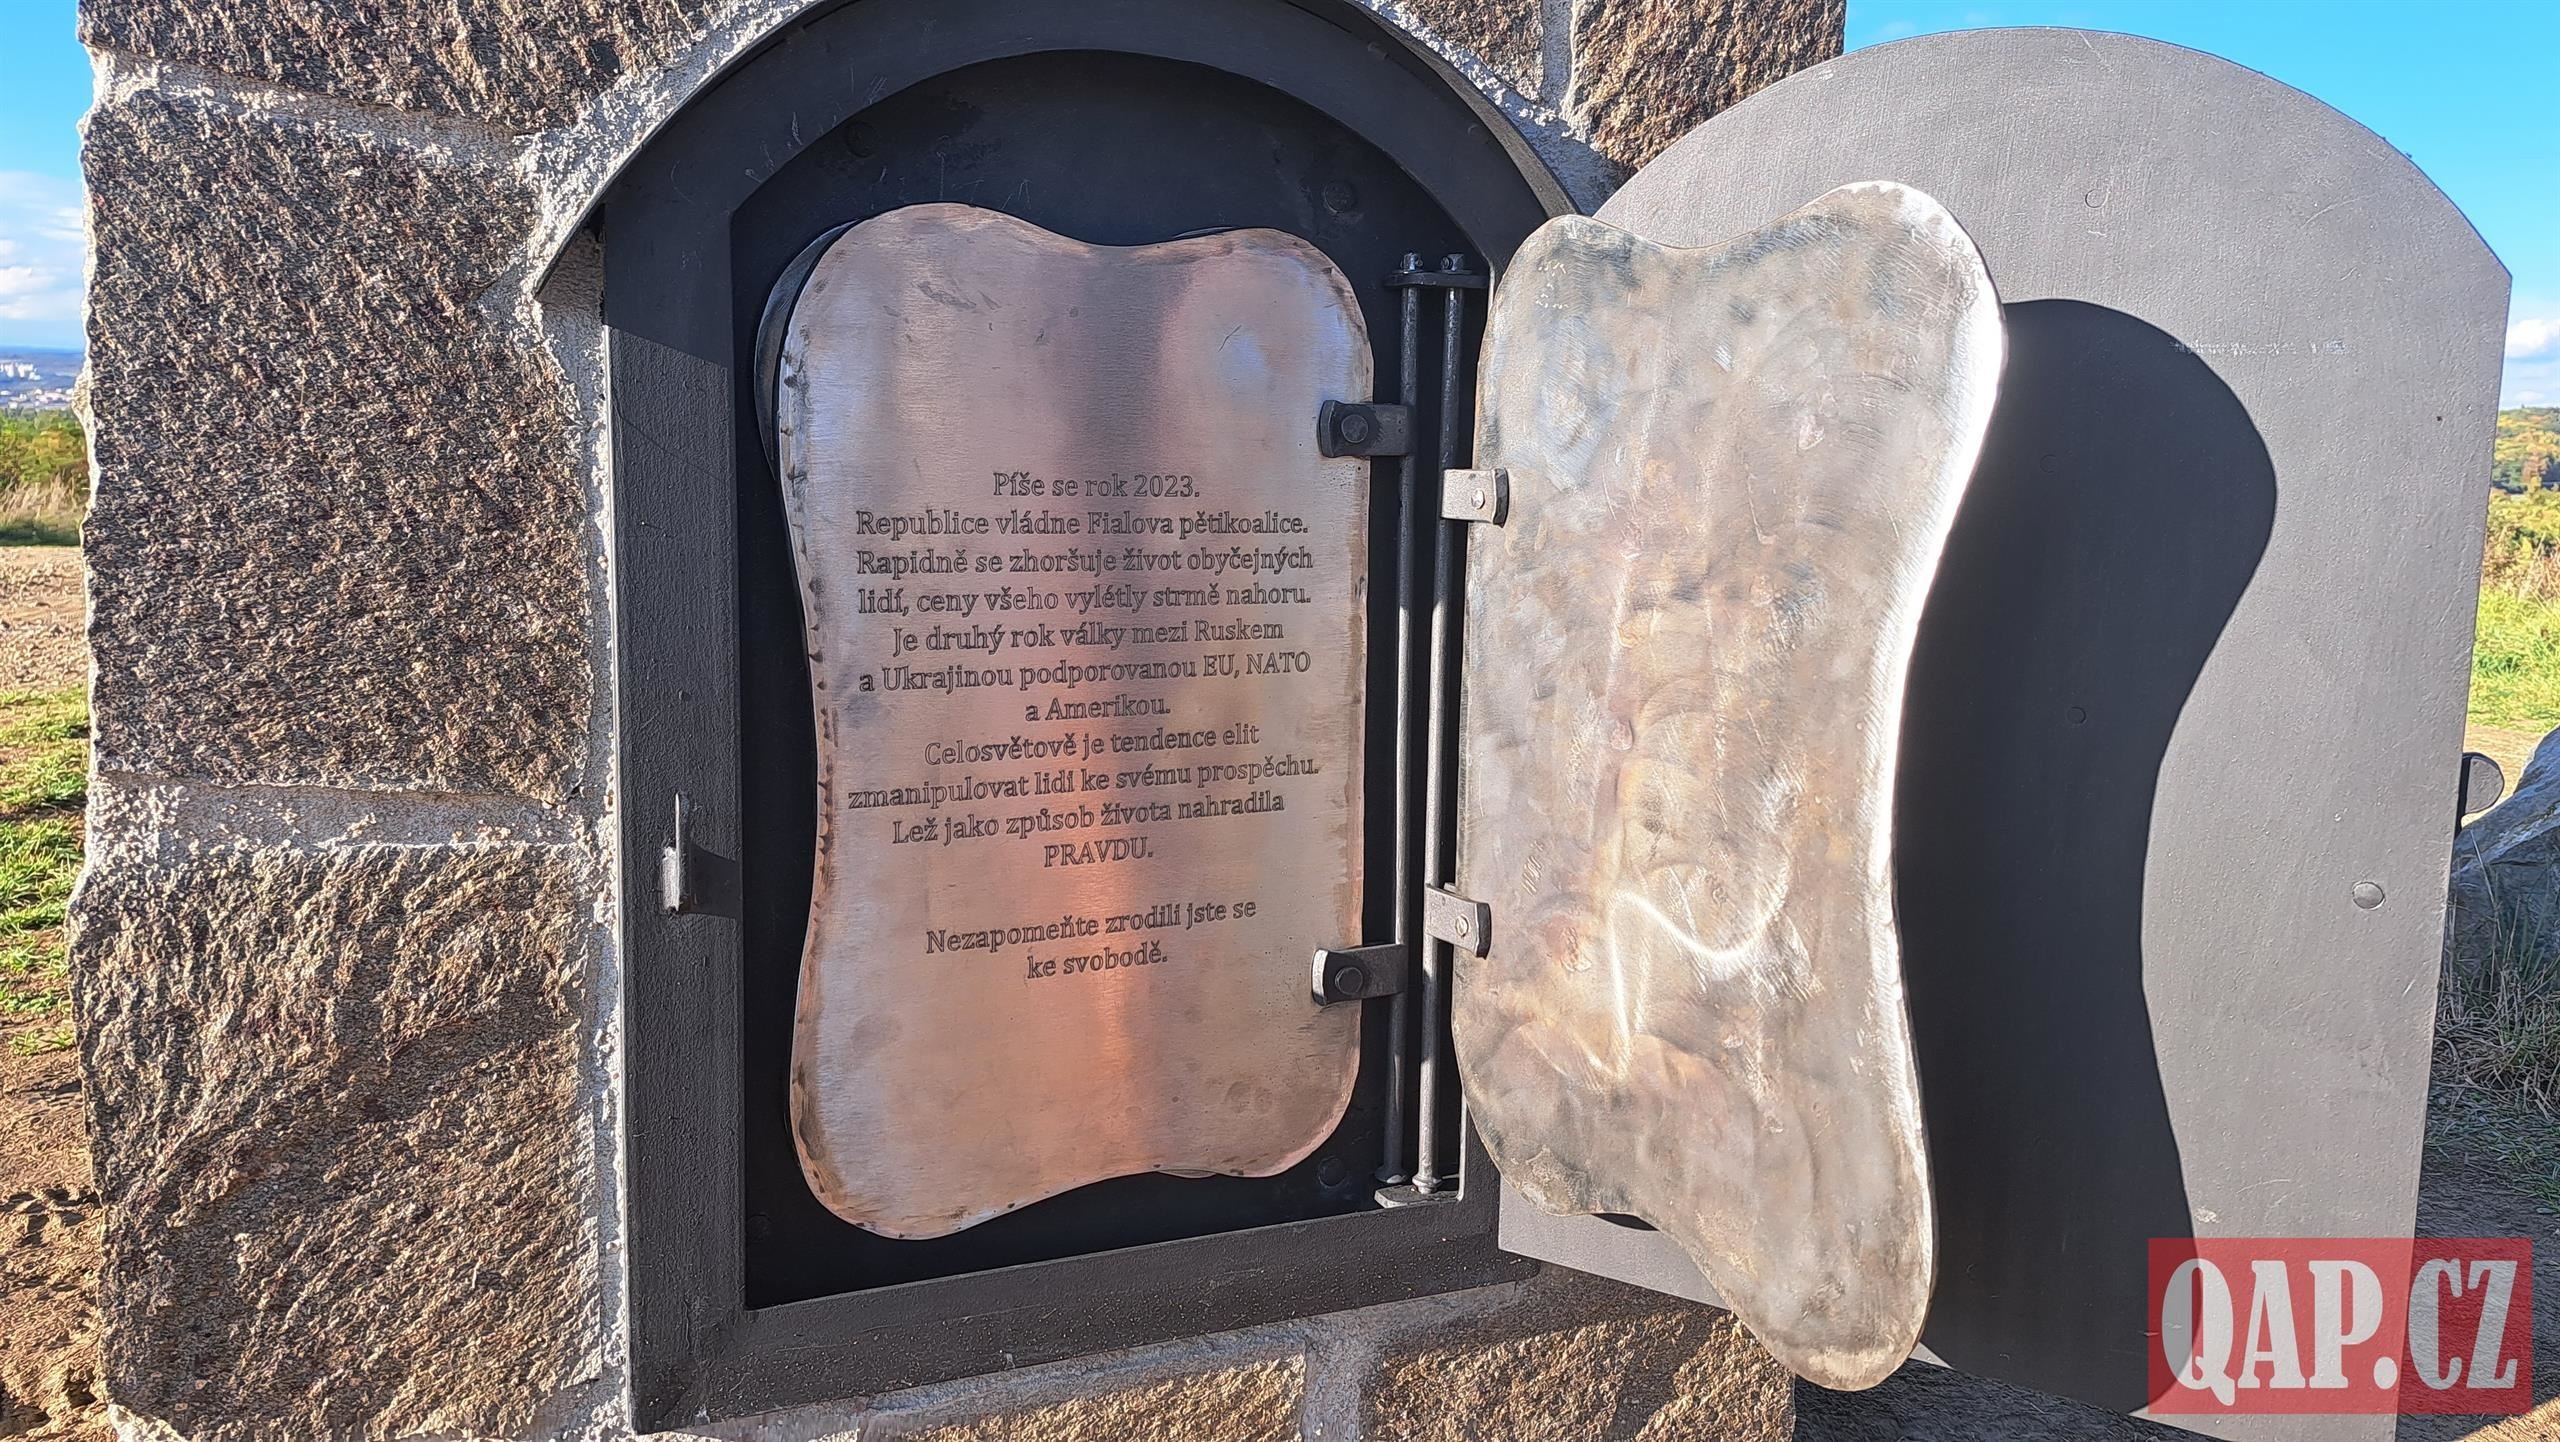 Píše se rok 2023.
Republice vládne Fialova pětikoalice.
Rapidně se zhoršuje život obyčejných
lidí, ceny všeho vylétly strmě nahoru.
Je druhý rok války mezi Ruskem
a Ukrajinou podporovanou EU, NATO
a Amerikou.
Celosvětově je tendence elit
zmanipulovat lidi ke svému prospěchu.
Lež jako způsob života nahradila
PRAVDU.
Nezapomeňte zrodili jste se
ke svobodě.
QAP.CZ